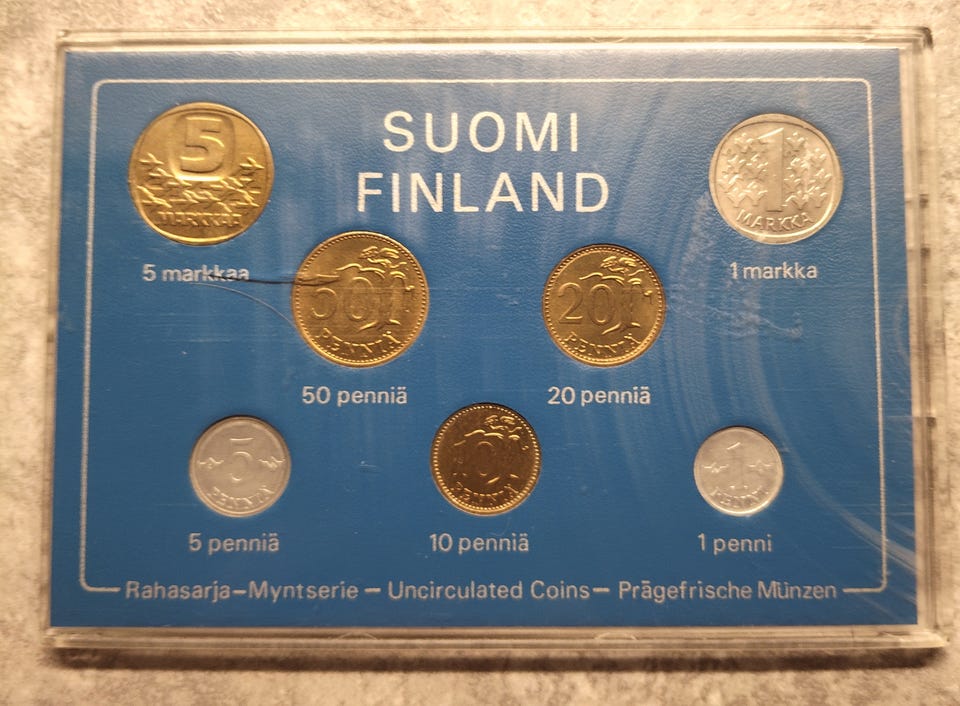 SUOMI
FINLAND
5
MARKKAA
5 markkaa
1
MARKKA
1 markka
50
PENNIÄ
50 penniä
20
PENNIÄ
20 penniä
5
PENNIÄ
5 penniä
10
PENNIÄ
10 penniä
1
PENNI
1 penni
Rahasarja-Myntserie - Uncirculated Coins - Prägefrische Münzen